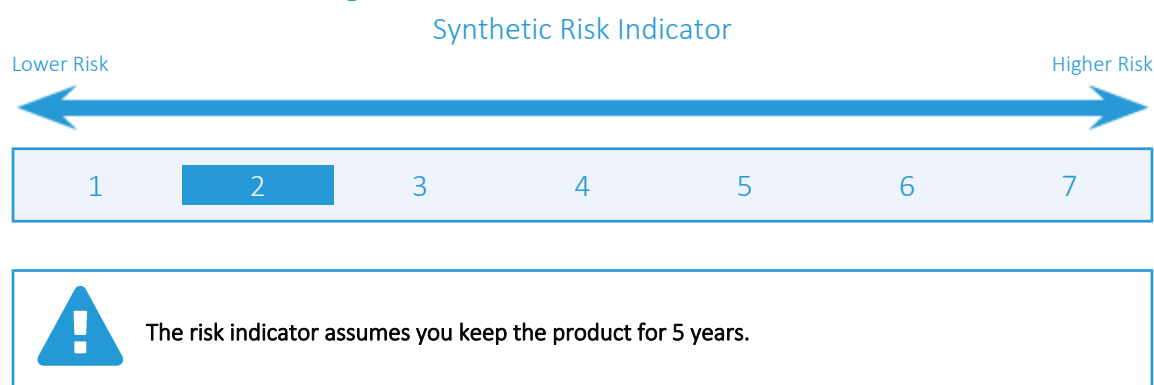 Synthetic Risk Indicator
Lower Risk Higher Risk
1 2 3 4 5 6 7
The risk indicator assumes you keep the product for 5 years.